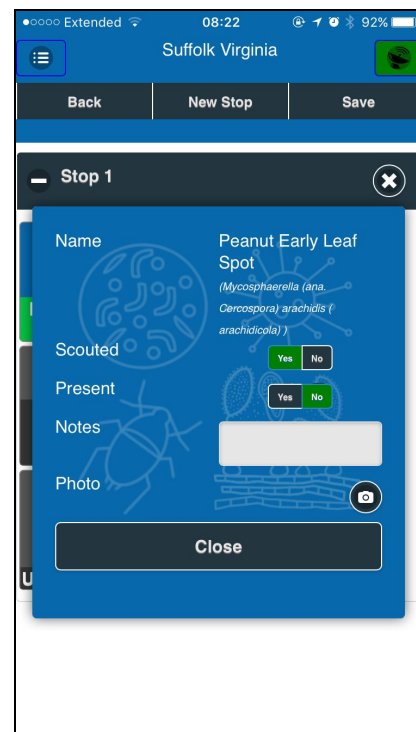 Extended 08:22 92%
Suffolk Virginia
Back New Stop Save
Stop 1
Name Peanut Early Leaf
Spot
(Mycosphaerella (ana.
Cercospora) arachidis (
arachidicola) )
Scouted Yes No
Present Yes No
Notes
Photo
Close
U